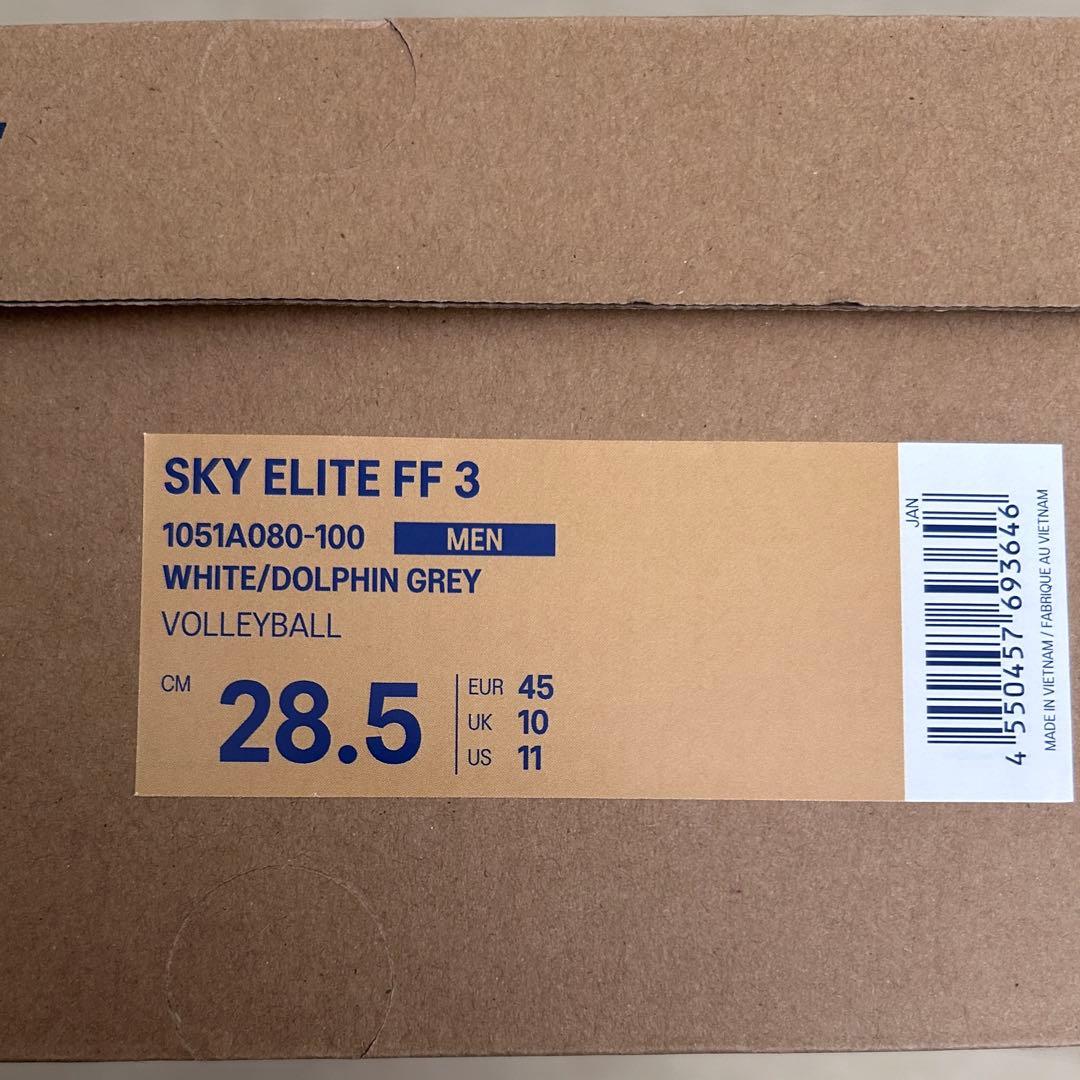 SKY ELITE FF 3
1051A080-100 MEN
WHITE/DOLPHIN GREY
VOLLEYBALL
CM 28.5
EUR 45
UK 10
US 11
JAN
4 550457 693646
MADE IN VIETNAM / FABRIQUE AU VIETNAM